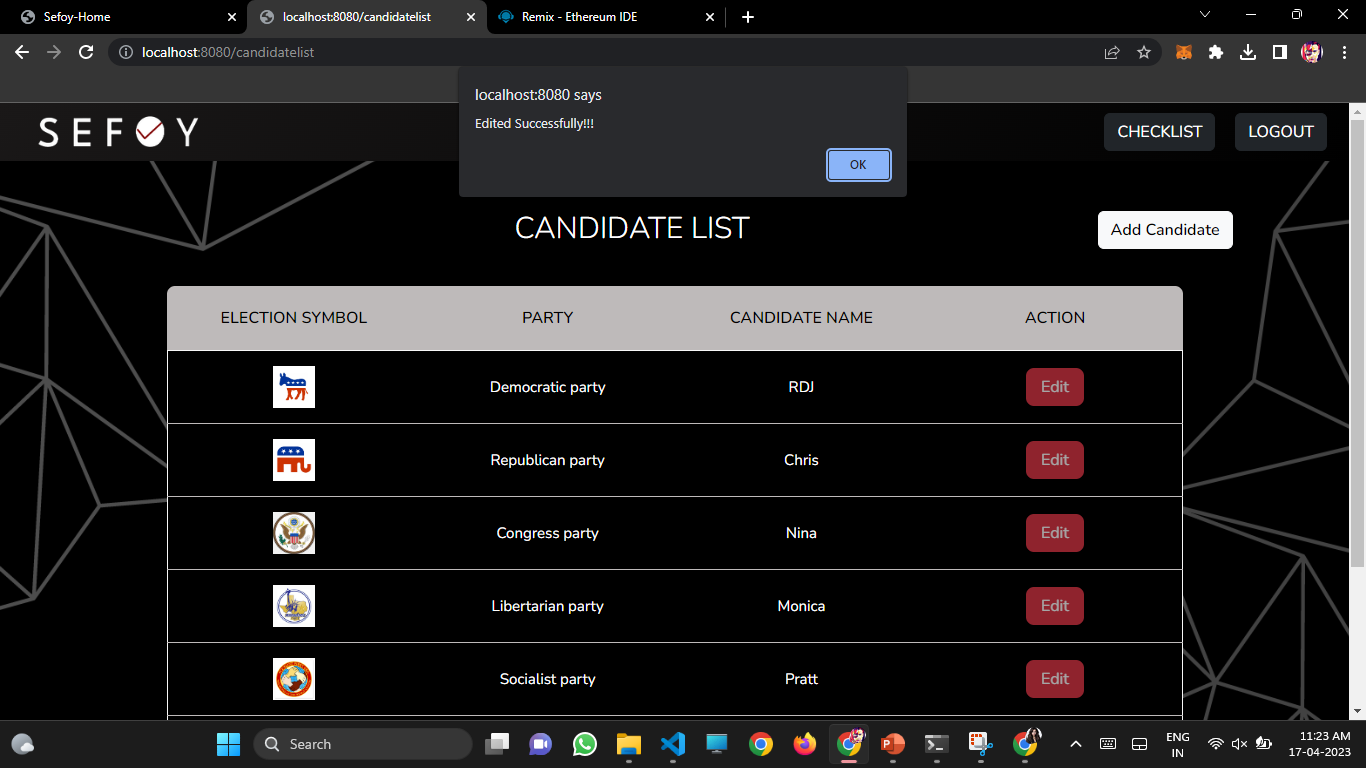 Sefoy-Home
localhost:8080/candidatelist
Remix - Ethereum IDE
localhost:8080/candidatelist
localhost:8080 says
Edited Successfully!!!
OK
SEFOY
CHECKLIST
LOGOUT
CANDIDATE LIST
Add Candidate
ELECTION SYMBOL PARTY CANDIDATE NAME ACTION
Democratic party RDJ Edit
Republican party Chris Edit
Congress party Nina Edit
Libertarian party Monica Edit
Socialist party Pratt Edit
Search
ENG
IN
11:23 AM
17-04-2023